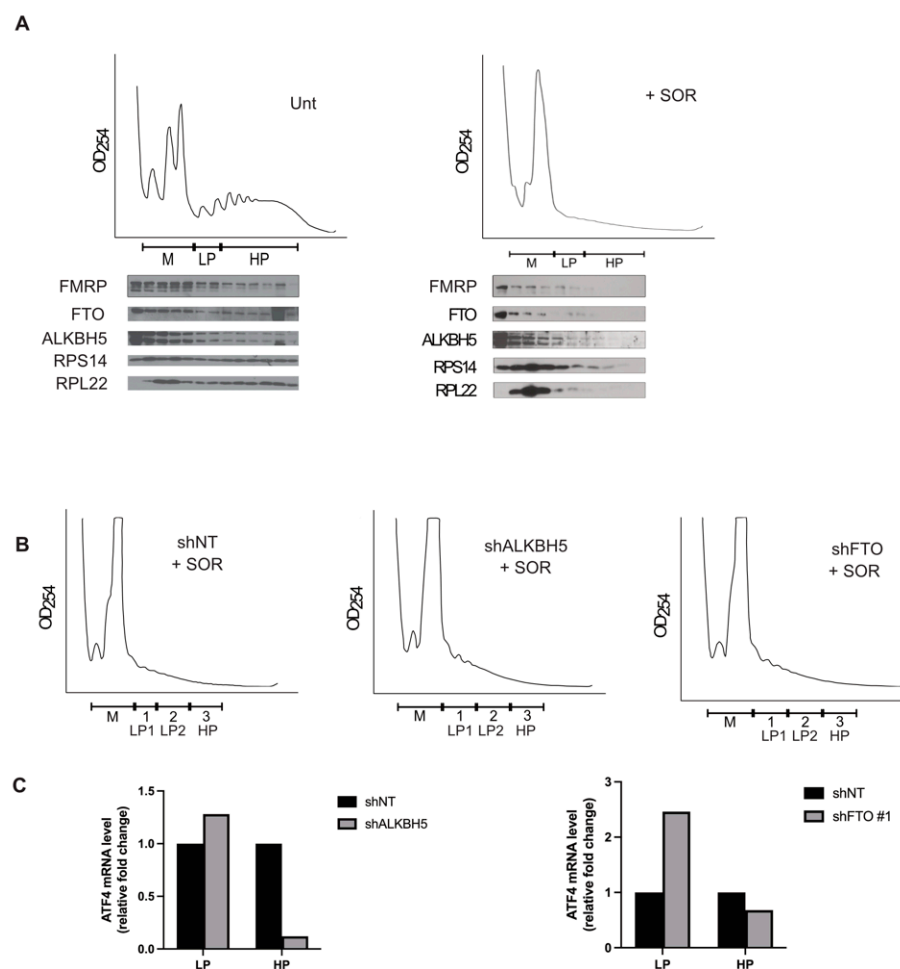 A
OD254
Unt
M LP HP
FMRP
FTO
ALKBH5
RPS14
RPL22
OD254
+ SOR
M LP HP
FMRP
FTO
ALKBH5
RPS14
RPL22
B
OD254
shNT
+ SOR
M 1 2 3
LP1 LP2 HP
OD254
shALKBH5
+ SOR
M 1 2 3
LP1 LP2 HP
OD254
shFTO
+ SOR
M 1 2 3
LP1 LP2 HP
C
ATF4 mRNA level
(relative fold change)
1.5
1.0
0.5
0.0
LP HP
shNT
shALKBH5
ATF4 mRNA level
(relative fold change)
3
2
1
0
LP HP
shNT
shFTO #1